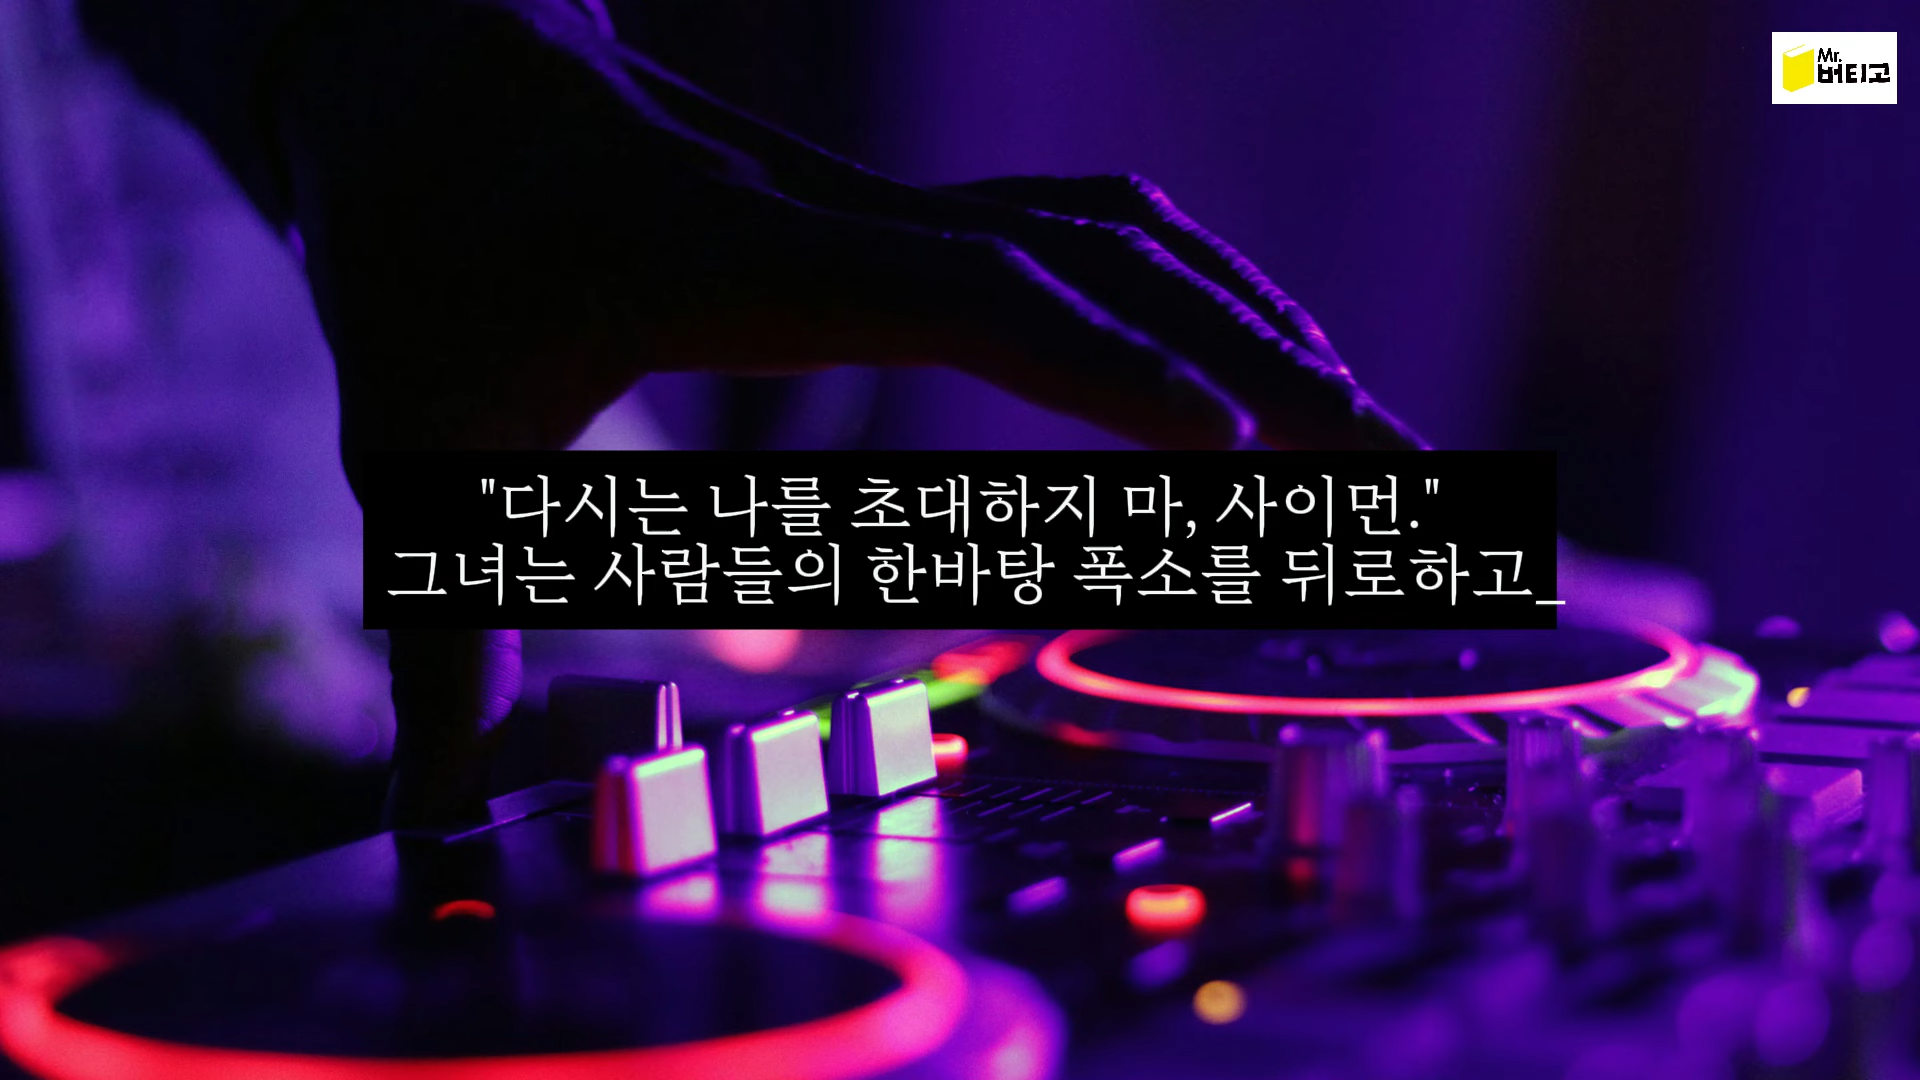 Mr.
버티고
"다시는 나를 초대하지 마, 사이먼."
그녀는 사람들의 한바탕 폭소를 뒤로하고_